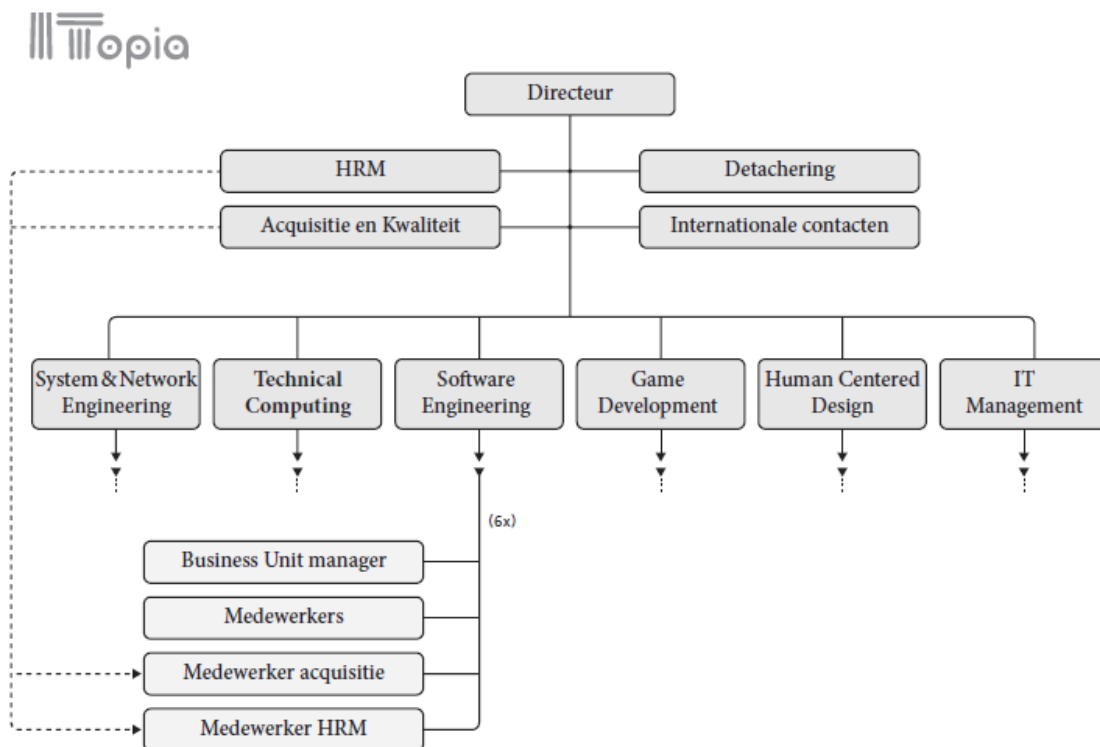 ITTopia
Directeur
HRM
Detachering
Acquisitie en Kwaliteit
Internationale contacten
System & Network
Engineering
Technical
Computing
Software
Engineering
Game
Development
Human Centered
Design
IT
Management
(6x)
Business Unit manager
Medewerkers
Medewerker acquisitie
Medewerker HRM